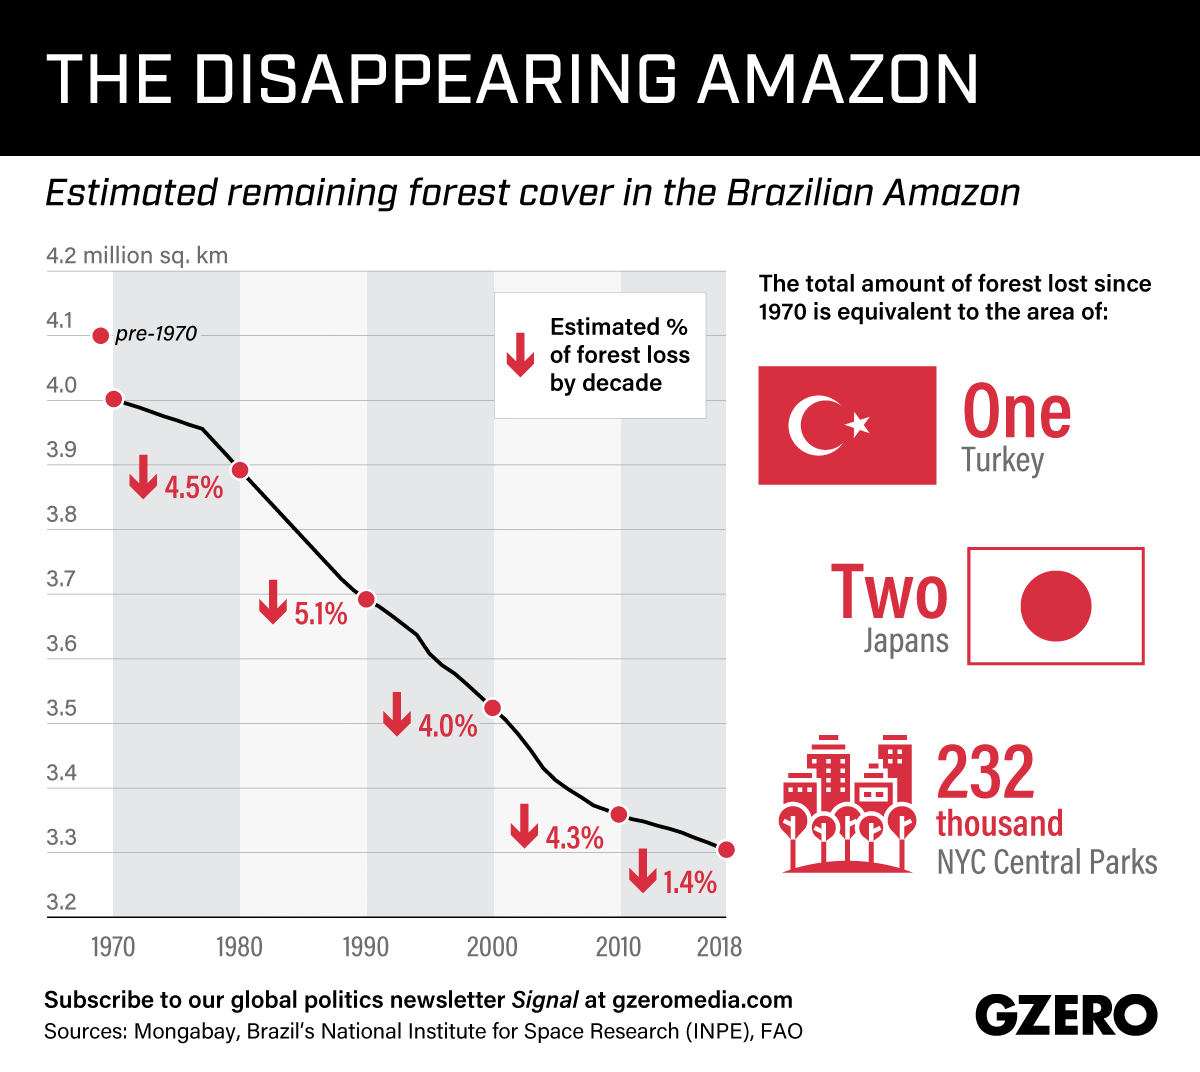 THE DISAPPEARING AMAZON
Estimated remaining forest cover in the Brazilian Amazon
4.2 million sq. km
4.1
pre-1970
4.0
3.9
3.8
3.7
3.6
3.5
3.4
3.3
3.2
Estimated %
of forest loss
by decade
4.5%
5.1%
4.0%
4.3%
1.4%
1970 1980 1990 2000 2010 2018
The total amount of forest lost since
1970 is equivalent to the area of:
One
Turkey
Two
Japans
232
thousand
NYC Central Parks
Subscribe to our global politics newsletter Signal at gzeromedia.com
Sources: Mongabay, Brazil’s National Institute for Space Research (INPE), FAO
GZERO